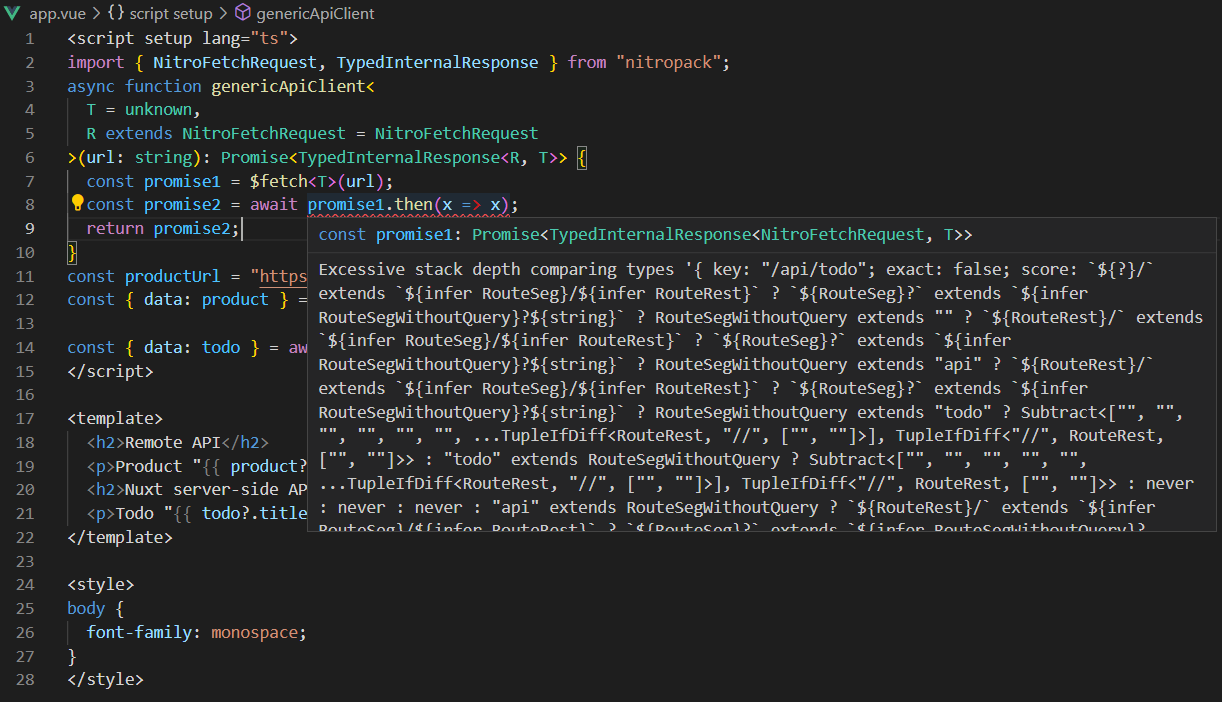 app.vue > {} script setup > genericApiClient
1 <script setup lang="ts">
2 import { NitroFetchRequest, TypedInternalResponse } from "nitropack";
3 async function genericApiClient<
4 T = unknown,
5 R extends NitroFetchRequest = NitroFetchRequest
6 >(url: string): Promise<TypedInternalResponse<R, T>> {
7 const promise1 = $fetch<T>(url);
8 const promise2 = await promise1.then(x => x);
9 return promise2;
10 }
11 const productUrl = "https
12 const { data: product } =
13
14 const { data: todo } = aw
15 </script>
16
17 <template>
18 <h2>Remote API</h2>
19 <p>Product "{{ product?
20 <h2>Nuxt server-side AP
21 <p>Todo "{{ todo?.title
22 </template>
23
24 <style>
25 body {
26 font-family: monospace;
27 }
28 </style>
const promise1: Promise<TypedInternalResponse<NitroFetchRequest, T>>
Excessive stack depth comparing types '{ key: "/api/todo"; exact: false; score: `${?}/`
extends `${infer RouteSeg}/${infer RouteRest}` ? `${RouteSeg}?` extends `${infer
RouteSegWithoutQuery}?${string}` ? RouteSegWithoutQuery extends "" ? `${RouteRest}/` extends
`${infer RouteSeg}/${infer RouteRest}` ? `${RouteSeg}?` extends `${infer
RouteSegWithoutQuery}?${string}` ? RouteSegWithoutQuery extends "api" ? `${RouteRest}/`
extends `${infer RouteSeg}/${infer RouteRest}` ? `${RouteSeg}?` extends `${infer
RouteSegWithoutQuery}?${string}` ? RouteSegWithoutQuery extends "todo" ? Subtract<["", "",
"", "", "", "", ...TupleIfDiff<RouteRest, "//", ["", ""]>], TupleIfDiff<"//", RouteRest,
["", ""]>> : "todo" extends RouteSegWithoutQuery ? Subtract<["", "", "", "", "",
...TupleIfDiff<RouteRest, "//", ["", ""]>], TupleIfDiff<"//", RouteRest, ["", ""]>> : never
: never : never : "api" extends RouteSegWithoutQuery ? `${RouteRest}/` extends `${infer
RouteSeg}/${infer RouteRest}` ? `${RouteSeg}?` extends `${infer RouteSegWithoutQuery}?